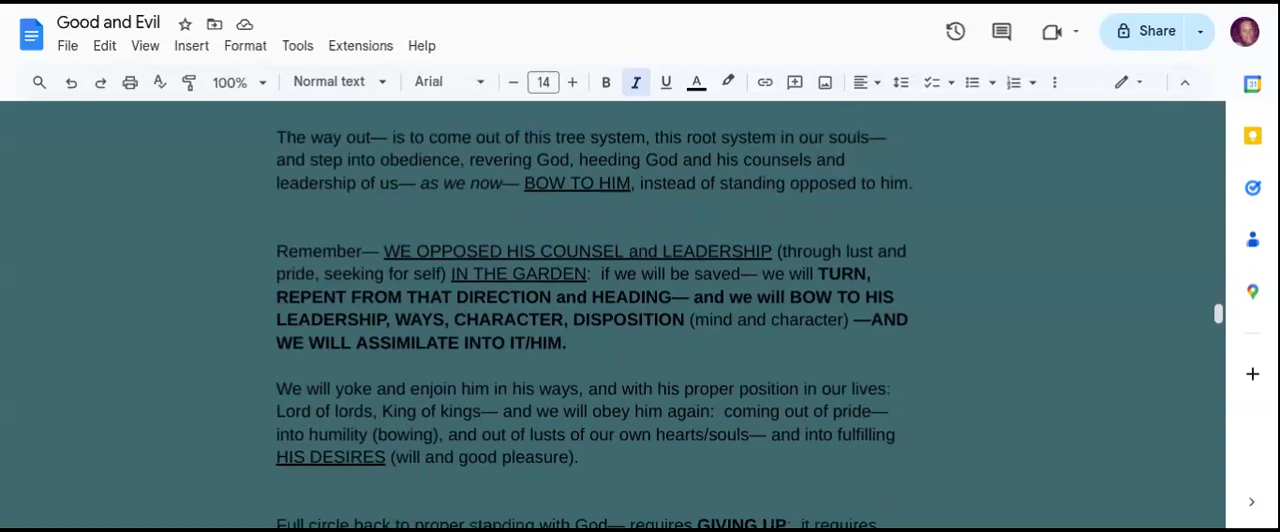 Good and Evil
File Edit View Insert Format Tools Extensions Help
Share
100% Normal text Arial 14 B I U A
31
The way out— is to come out of this tree system, this root system in our souls—
and step into obedience, revering God, heeding God and his counsels and
leadership of us— as we now— BOW TO HIM, instead of standing opposed to him.
Remember— WE OPPOSED HIS COUNSEL and LEADERSHIP (through lust and
pride, seeking for self) IN THE GARDEN:  if we will be saved— we will TURN,
REPENT FROM THAT DIRECTION and HEADING— and we will BOW TO HIS
LEADERSHIP, WAYS, CHARACTER, DISPOSITION (mind and character) —AND
WE WILL ASSIMILATE INTO IT/HIM.
We will yoke and enjoin him in his ways, and with his proper position in our lives:
Lord of lords, King of kings— and we will obey him again:  coming out of pride—
into humility (bowing), and out of lusts of our own hearts/souls— and into fulfilling
HIS DESIRES (will and good pleasure).
Full circle back to proper standing with God— requires GIVING UP:  it requires